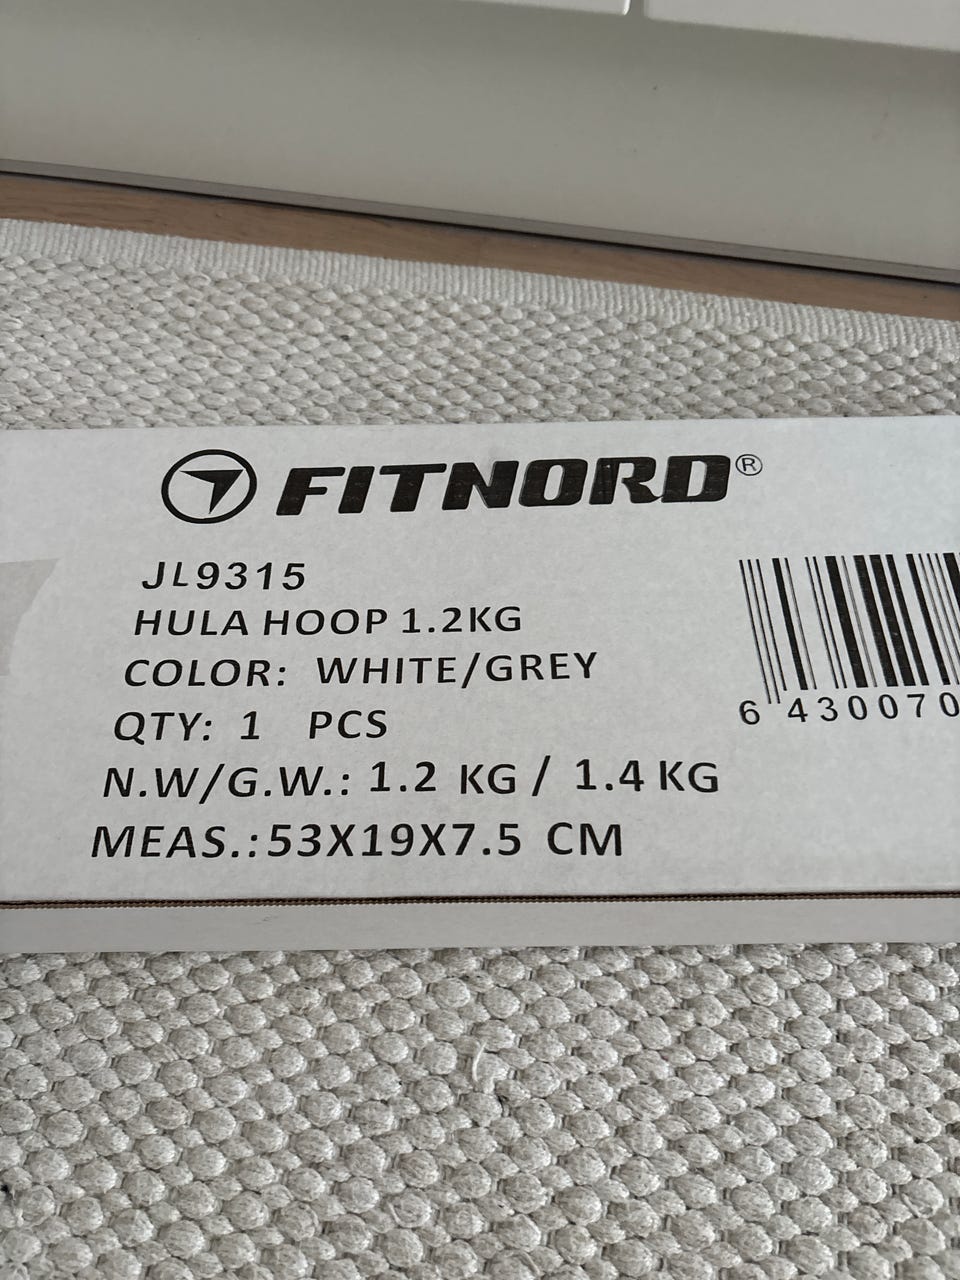 FITNORD®
JL9315
HULA HOOP 1.2KG
COLOR: WHITE/GREY
QTY: 1 PCS
N.W/G.W.: 1.2 KG / 1.4 KG
MEAS.:53X19X7.5 CM
6 430070